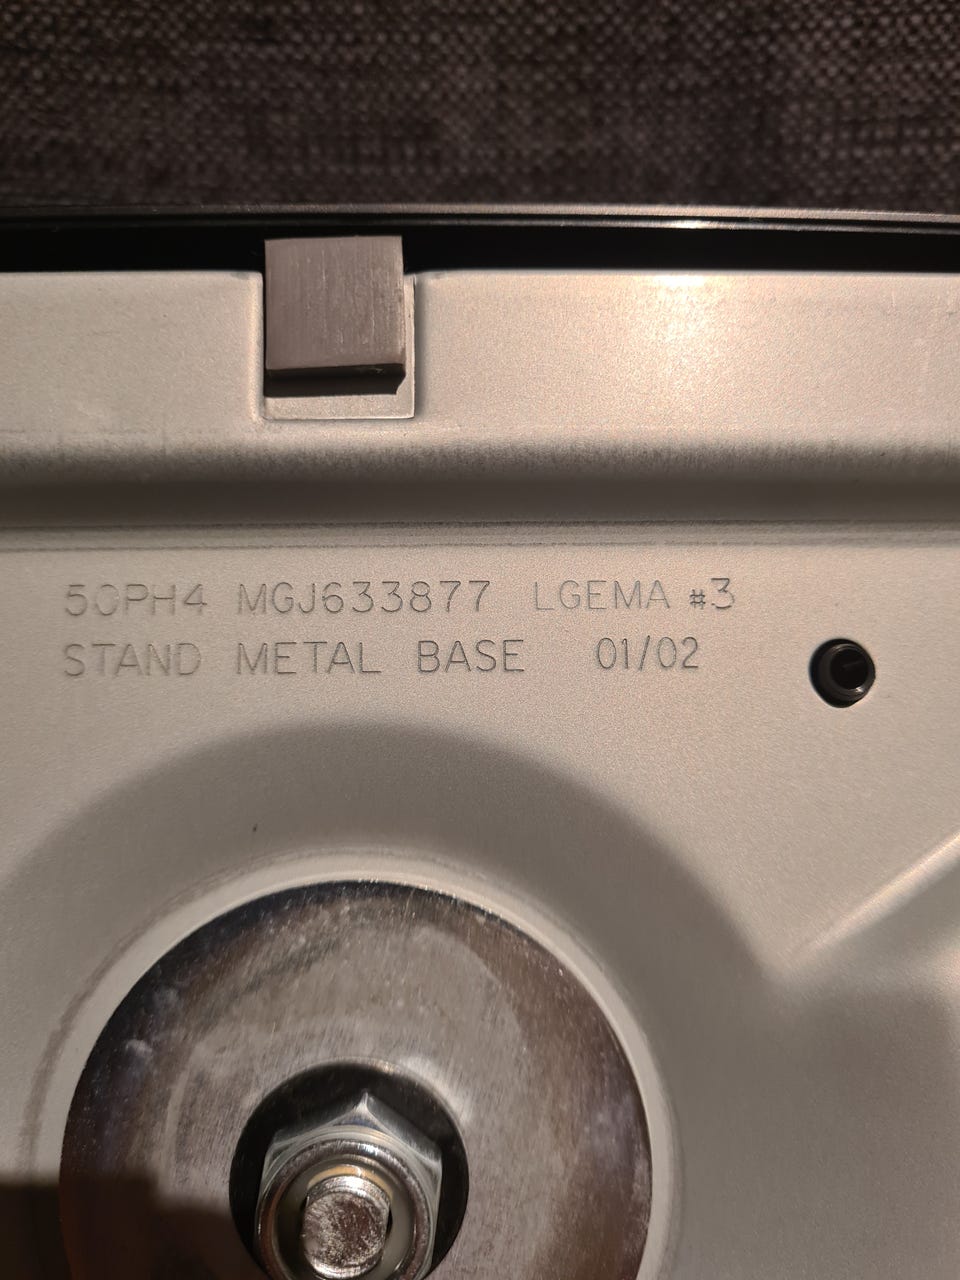 50PH4 MGJ633877 LGEMA #3
STAND METAL BASE 01/02